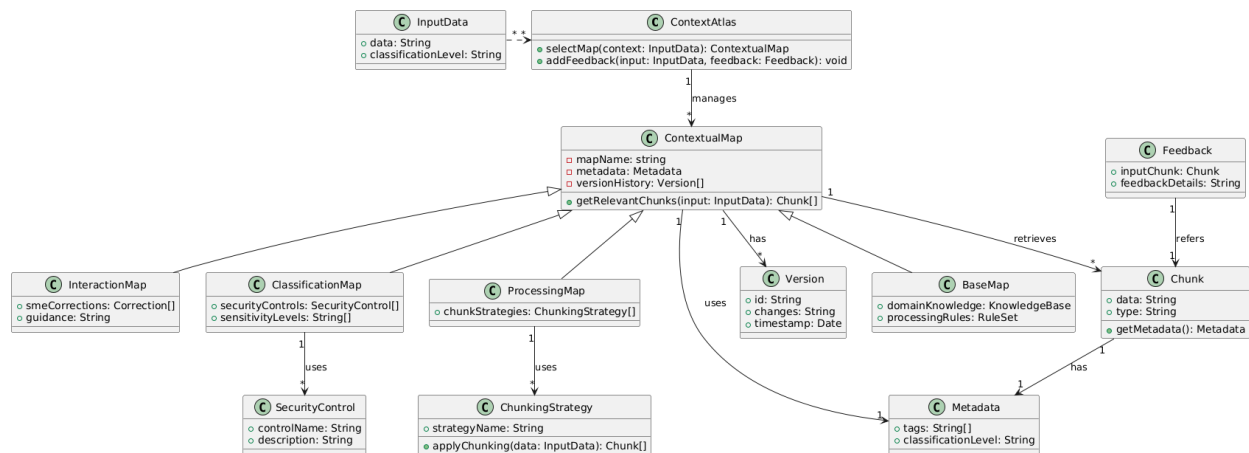 C InputData
data: String
classificationLevel: String
* *
C ContextAtlas
selectMap(context: InputData): ContextualMap
addFeedback(input: InputData, feedback: Feedback): void
1
manages
*
C ContextualMap
mapName: string
metadata: Metadata
versionHistory: Version[]
getRelevantChunks(input: InputData): Chunk[]
C Feedback
inputChunk: Chunk
feedbackDetails: String
1
refers
1
1
retrieves
*
1
uses
1
1
has
*
C InteractionMap
smeCorrections: Correction[]
guidance: String
C ClassificationMap
securityControls: SecurityControl[]
sensitivityLevels: String[]
C ProcessingMap
chunkStrategies: ChunkingStrategy[]
C Version
id: String
changes: String
timestamp: Date
C BaseMap
domainKnowledge: KnowledgeBase
processingRules: RuleSet
C Chunk
data: String
type: String
getMetadata(): Metadata
1
uses
*
1
uses
*
1
has
1
C SecurityControl
controlName: String
description: String
C ChunkingStrategy
strategyName: String
applyChunking(data: InputData): Chunk[]
C Metadata
tags: String[]
classificationLevel: String